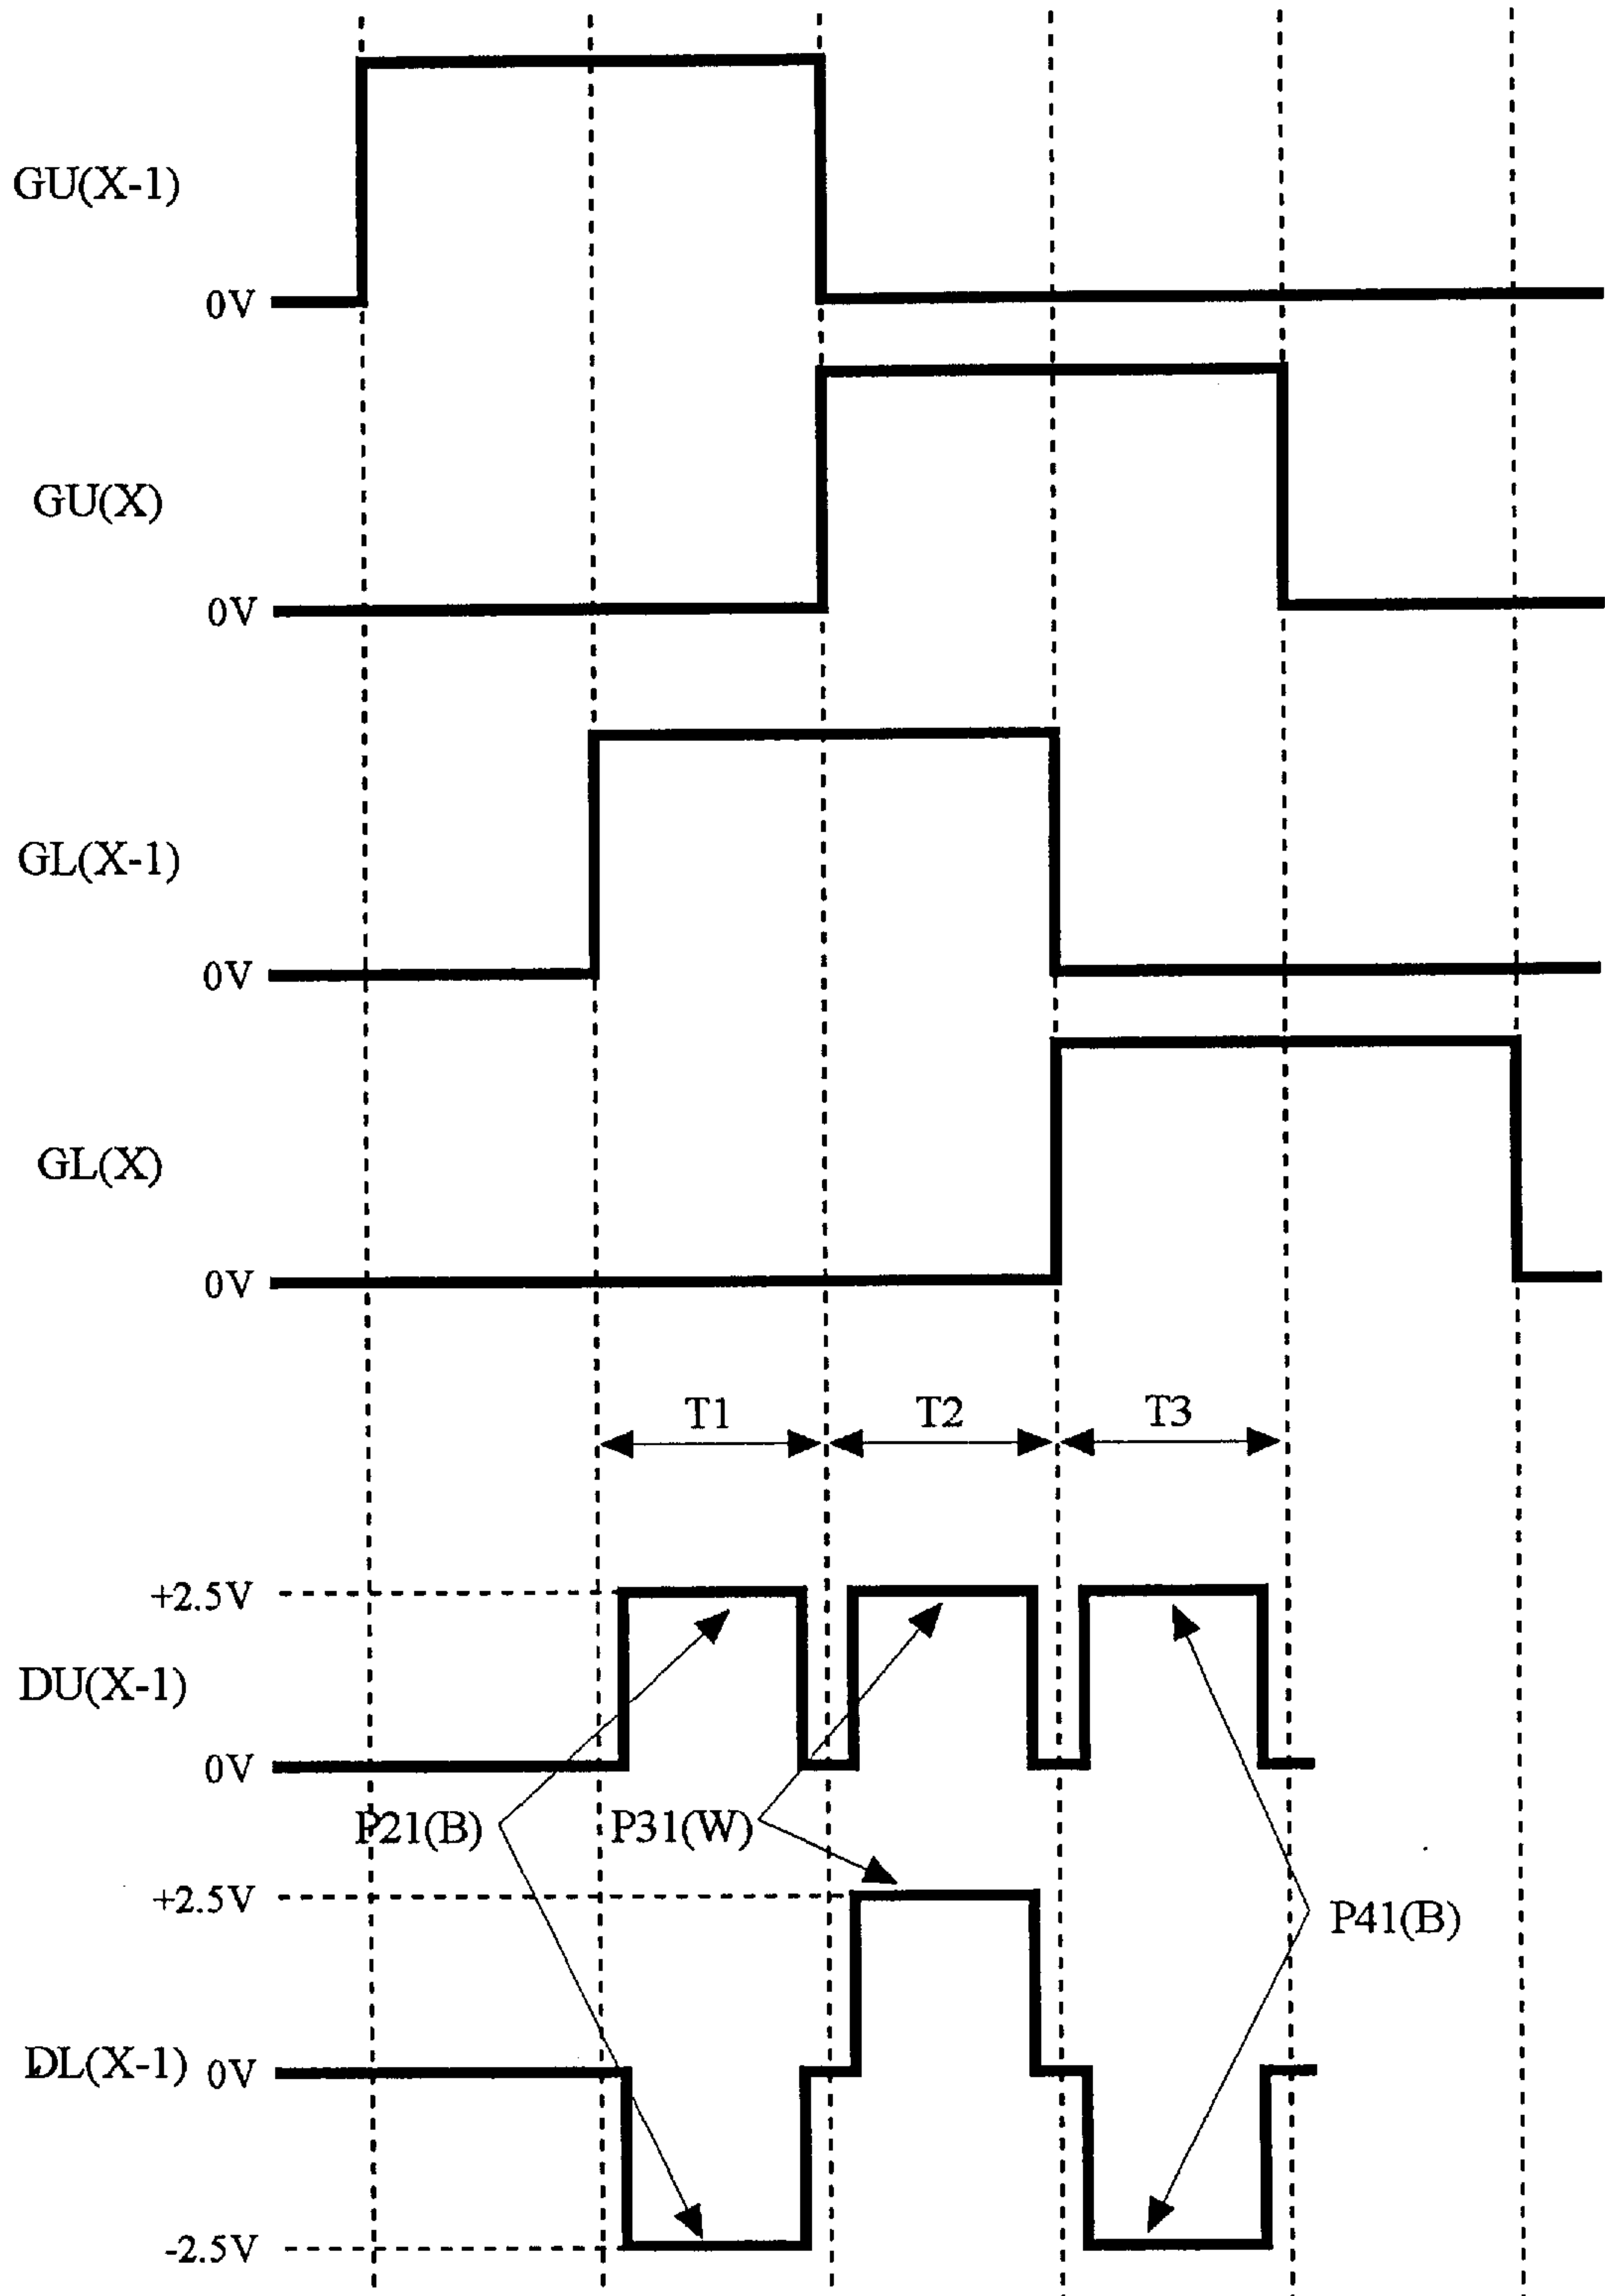 GU(X-1)
0V
GU(X)
0V
GL(X-1)
0V
GL(X)
0V
T1 T2 T3
+2.5V
DU(X-1)
0V
P21(B) P31(W)
+2.5V
P41(B)
DL(X-1) 0V
-2.5V